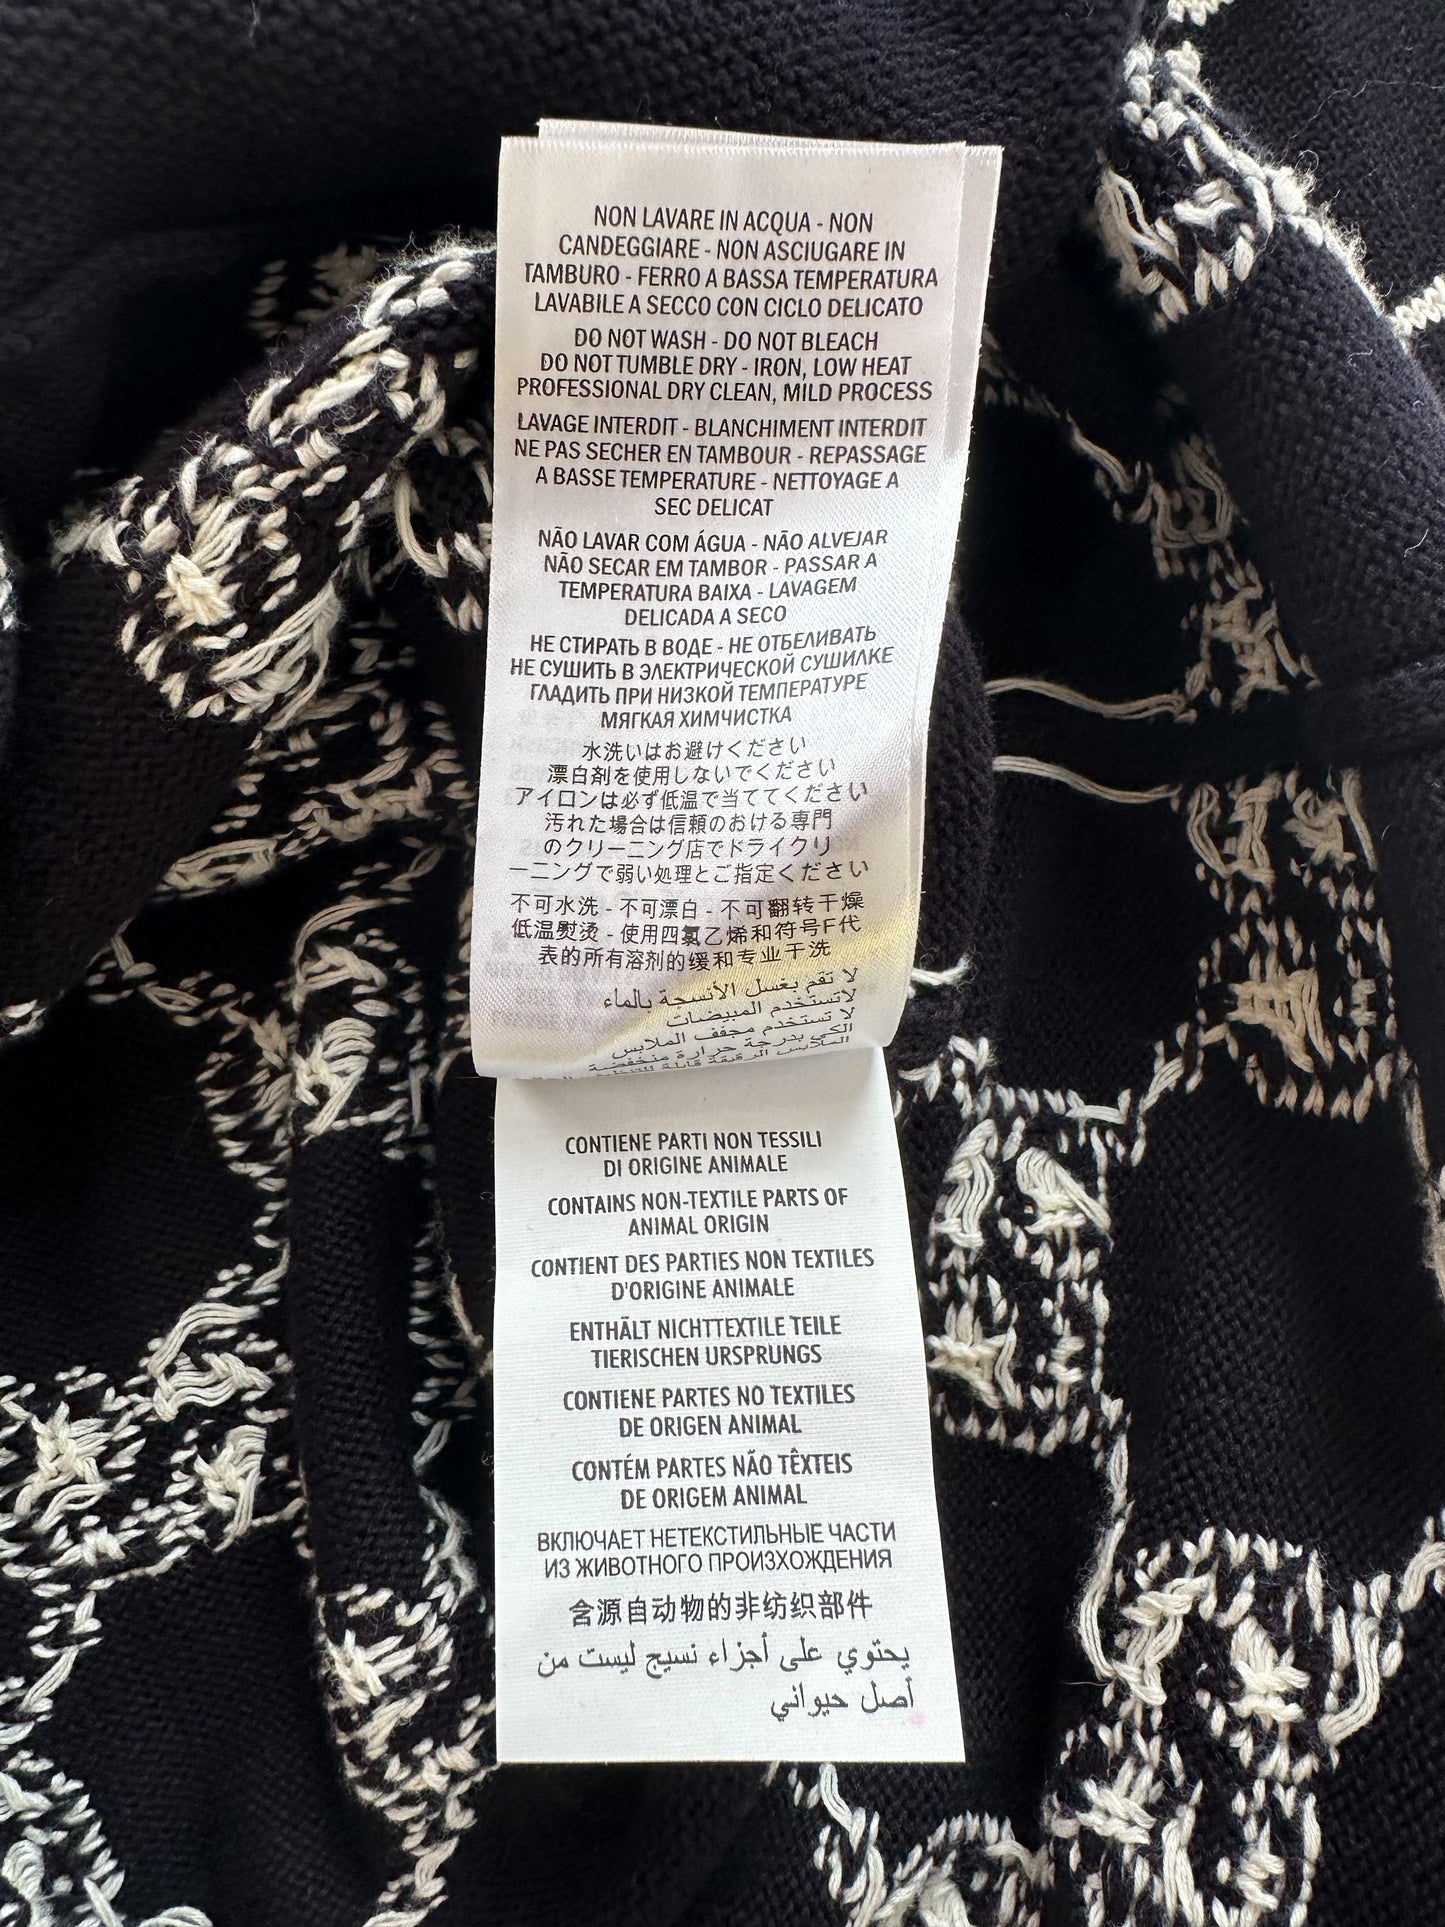 NON LAVARE IN ACQUA - NON
CANDEGGIARE - NON ASCIUGARE IN
TAMBURO - FERRO A BASSA TEMPERATURA
LAVABILE A SECCO CON CICLO DELICATO
DO NOT WASH - DO NOT BLEACH
DO NOT TUMBLE DRY - IRON, LOW HEAT
PROFESSIONAL DRY CLEAN, MILD PROCESS
LAVAGE INTERDIT - BLANCHIMENT INTERDIT
NE PAS SECHER EN TAMBOUR - REPASSAGE
A BASSE TEMPERATURE - NETTOYAGE A
SEC DELICAT
NÃO LAVAR COM ÁGUA - NÃO ALVEJAR
NÃO SECAR EM TAMBOR - PASSAR A
TEMPERATURA BAIXA - LAVAGEM
DELICADA A SECO
НЕ СТИРАТЬ В ВОДЕ - НЕ ОТБЕЛИВАТЬ
НЕ СУШИТЬ В ЭЛЕКТРИЧЕСКОЙ СУШИЛКЕ
ГЛАДИТЬ ПРИ НИЗКОЙ ТЕМПЕРАТУРЕ
МЯГКАЯ ХИМЧИСТКА
水洗いはお避けください
漂白剤を使用しないでください
アイロンは必ず低温で当ててください
汚れた場合は信頼のおける専門
のクリーニング店でドライクリ
ーニングで弱い処理とご指定ください
不可水洗 - 不可漂白 - 不可翻转干燥
低温熨烫 - 使用四氯乙烯和符号F代
表的所有溶剂的缓和专业干洗
لا تقم بغسل الأنسجة بالماء
لاتستخدم المبيضات
لا تستخدم مجفف الملابس
الكي بدرجة حرارة منخفضة
الملابس الرقيقة قابلة
CONTIENE PARTI NON TESSILI
DI ORIGINE ANIMALE
CONTAINS NON-TEXTILE PARTS OF
ANIMAL ORIGIN
CONTIENT DES PARTIES NON TEXTILES
D'ORIGINE ANIMALE
ENTHÄLT NICHTTEXTILE TEILE
TIERISCHEN URSPRUNGS
CONTIENE PARTES NO TEXTILES
DE ORIGEN ANIMAL
CONTÉM PARTES NÃO TÊXTEIS
DE ORIGEM ANIMAL
ВКЛЮЧАЕТ НЕТЕКСТИЛЬНЫЕ ЧАСТИ
ИЗ ЖИВОТНОГО ПРОИЗХОЖДЕНИЯ
含源自动物的非纺织部件
يحتوي على أجزاء نسيج ليست من
أصل حيواني